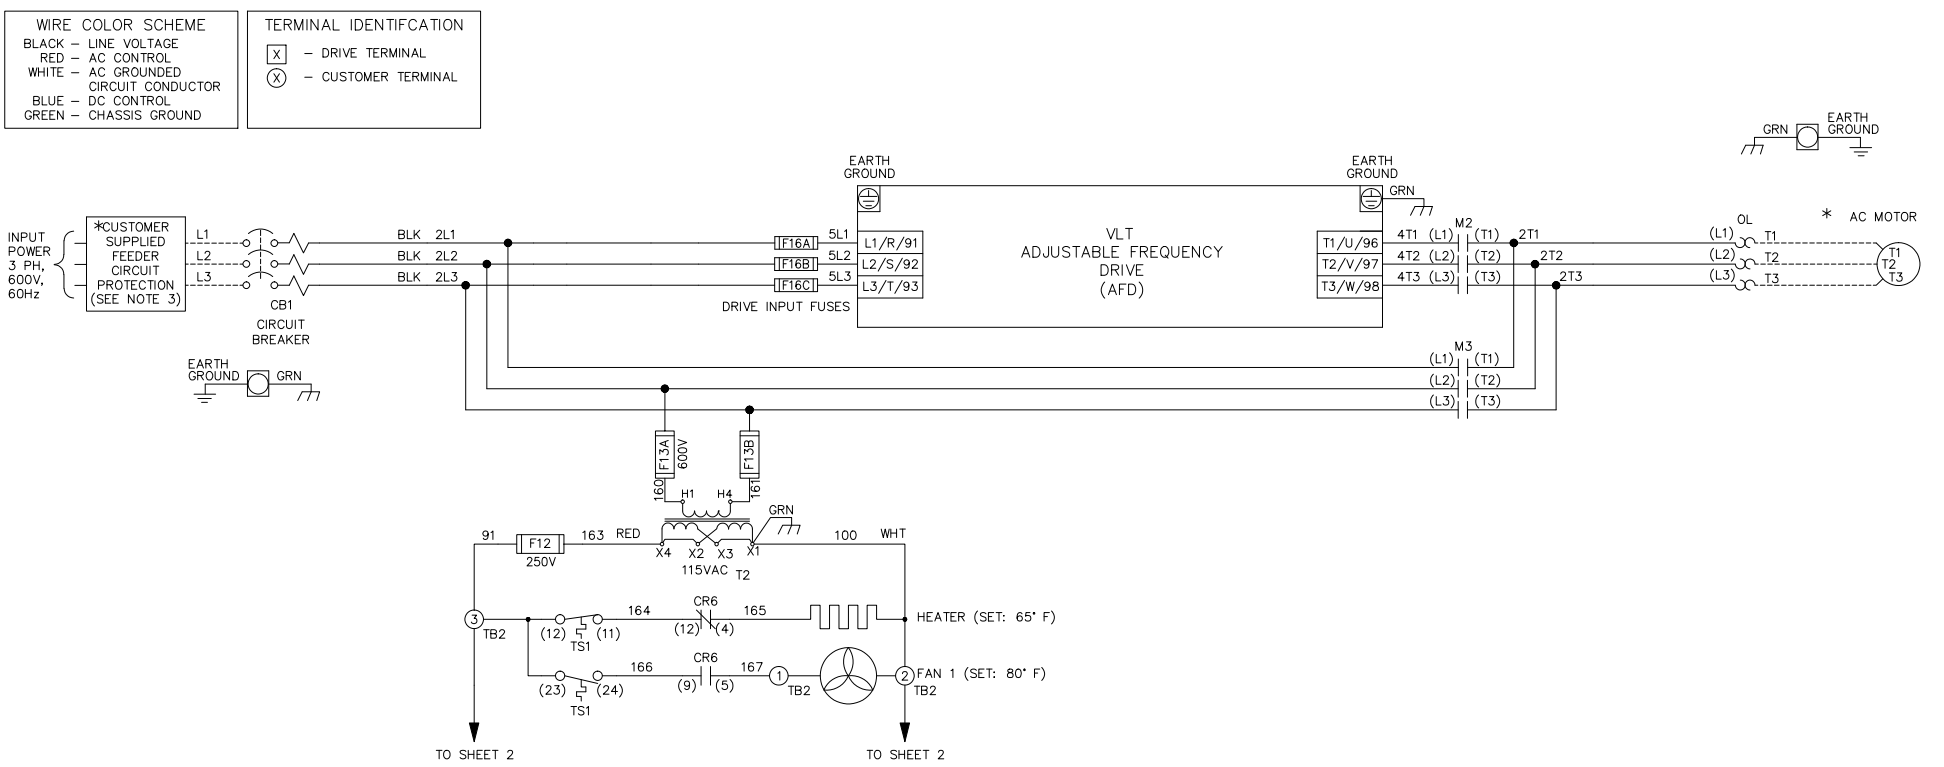 WIRE COLOR SCHEME
BLACK – LINE VOLTAGE
RED – AC CONTROL
WHITE – AC GROUNDED
CIRCUIT CONDUCTOR
BLUE – DC CONTROL
GREEN – CHASSIS GROUND
TERMINAL IDENTIFCATION
X – DRIVE TERMINAL
X – CUSTOMER TERMINAL
GRN
EARTH
GROUND
INPUT
POWER
3 PH,
600V,
60Hz
*CUSTOMER
SUPPLIED
FEEDER
CIRCUIT
PROTECTION
(SEE NOTE 3)
L1
L2
L3
CB1
CIRCUIT
BREAKER
BLK 2L1
BLK 2L2
BLK 2L3
F16A
F16B
F16C
5L1
5L2
5L3
DRIVE INPUT FUSES
EARTH
GROUND
L1/R/91
L2/S/92
L3/T/93
VLT
ADJUSTABLE FREQUENCY
DRIVE
(AFD)
EARTH
GROUND
GRN
T1/U/96
T2/V/97
T3/W/98
M2
4T1 (L1) (T1) 2T1
4T2 (L2) (T2) 2T2
4T3 (L3) (T3) 2T3
OL
(L1) T1
(L2) T2
(L3) T3
* AC MOTOR
T1
T2
T3
M3
(L1) (T1)
(L2) (T2)
(L3) (T3)
EARTH
GROUND
GRN
F13A
600V
F13B
160
161
H1 H4
GRN
91
F12
250V
163 RED
X4 X2 X3 X1
115VAC T2
100 WHT
3
TB2
(12) (11)
TS1
164
CR6
(12) (4)
165
HEATER (SET: 65° F)
(23) (24)
TS1
166
CR6
(9) (5)
167
1
TB2
2
TB2
FAN 1 (SET: 80° F)
TO SHEET 2
TO SHEET 2